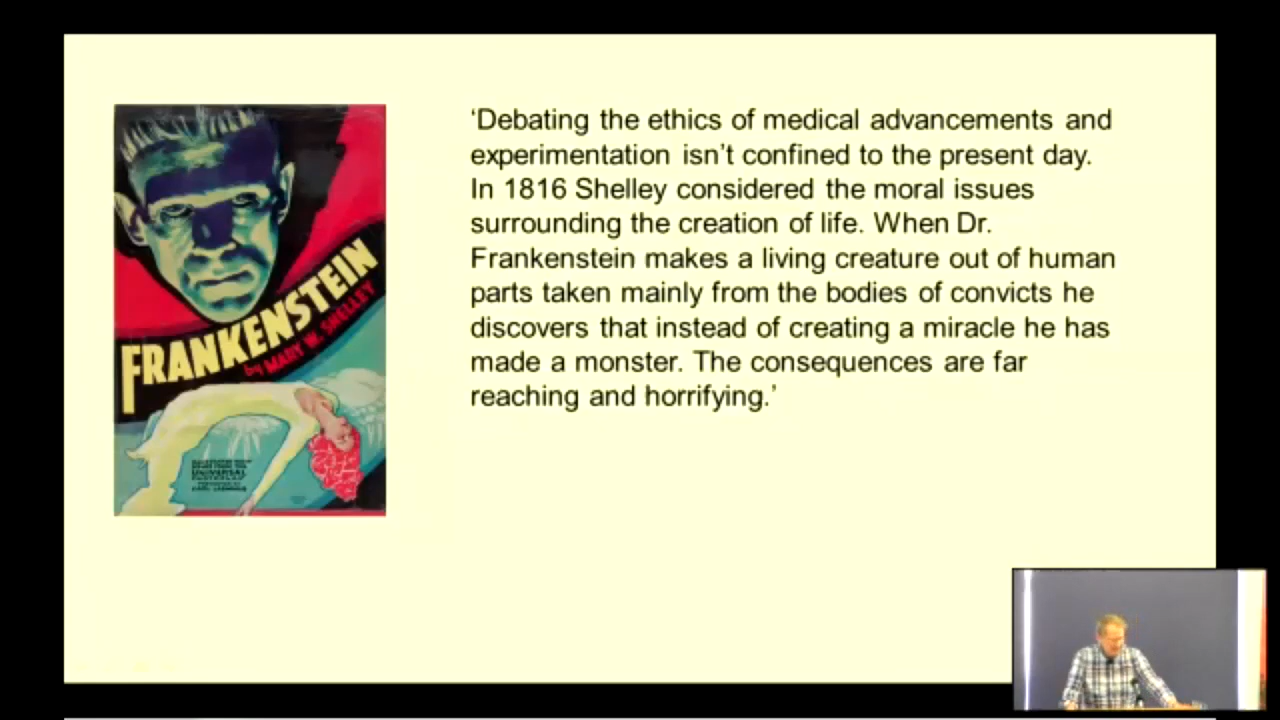 FRANKENSTEIN
by MARY W. SHELLEY
UNIVERSAL
‘Debating the ethics of medical advancements and
experimentation isn’t confined to the present day.
In 1816 Shelley considered the moral issues
surrounding the creation of life. When Dr.
Frankenstein makes a living creature out of human
parts taken mainly from the bodies of convicts he
discovers that instead of creating a miracle he has
made a monster. The consequences are far
reaching and horrifying.’